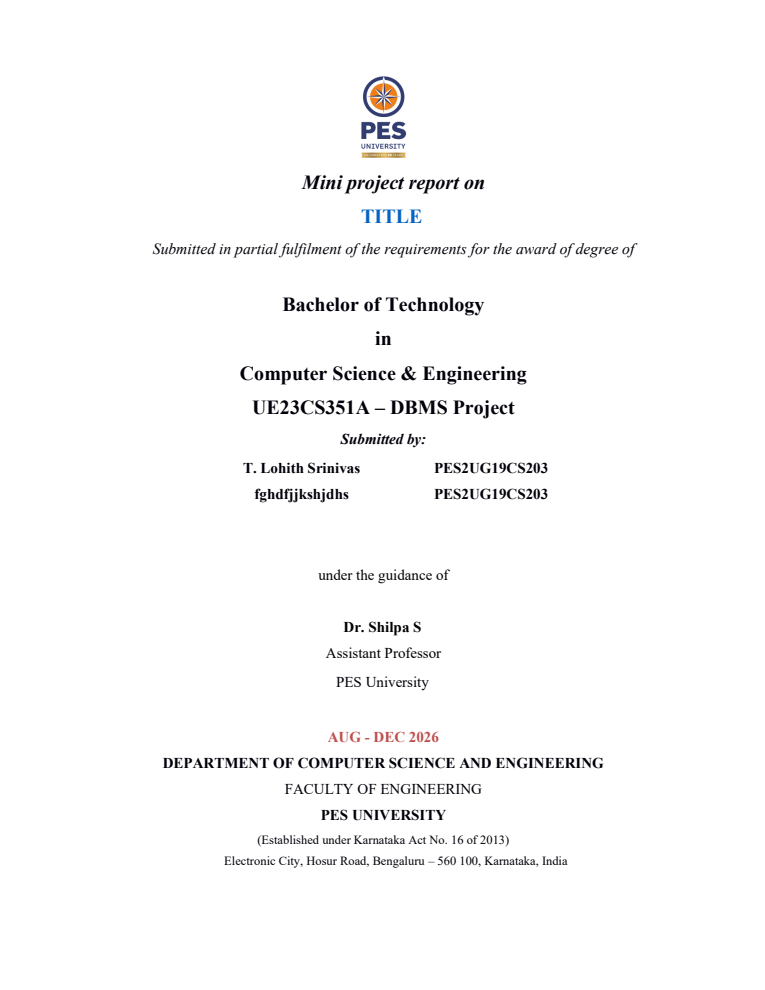 PES
UNIVERSITY
Mini project report on
TITLE
Submitted in partial fulfilment of the requirements for the award of degree of
Bachelor of Technology
in
Computer Science & Engineering
UE23CS351A – DBMS Project
Submitted by:
T. Lohith Srinivas PES2UG19CS203
fghdfjjkshjdhs PES2UG19CS203
under the guidance of
Dr. Shilpa S
Assistant Professor
PES University
AUG - DEC 2026
DEPARTMENT OF COMPUTER SCIENCE AND ENGINEERING
FACULTY OF ENGINEERING
PES UNIVERSITY
(Established under Karnataka Act No. 16 of 2013)
Electronic City, Hosur Road, Bengaluru – 560 100, Karnataka, India